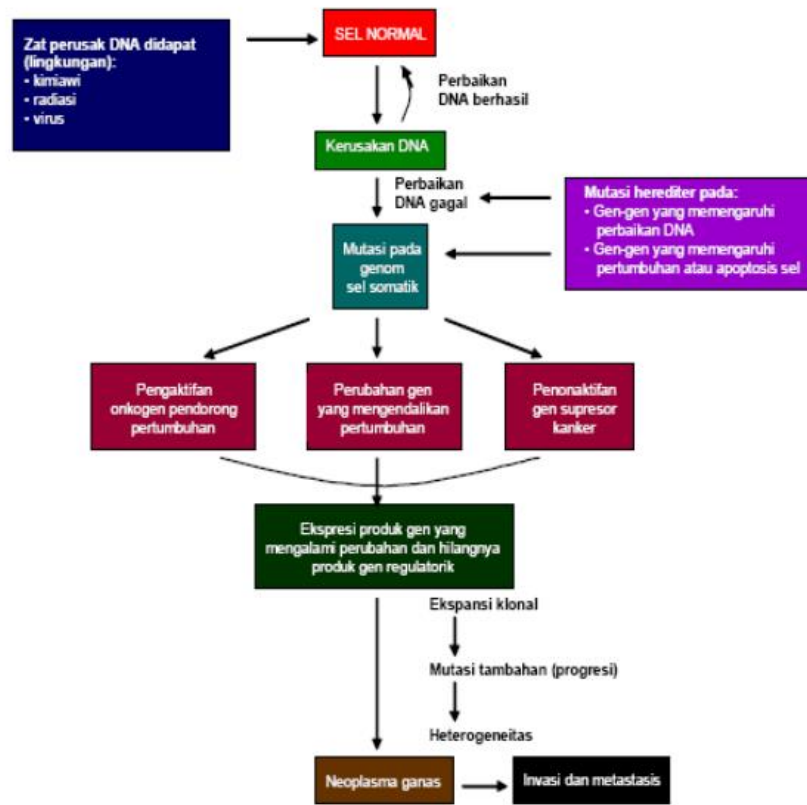 Zat perusak DNA didapat
(lingkungan):
• kimiawi
• radiasi
• virus
SEL NORMAL
Perbaikan
DNA berhasil
Kerusakan DNA
Perbaikan
DNA gagal
Mutasi herediter pada:
• Gen-gen yang memengaruhi
perbaikan DNA
• Gen-gen yang memengaruhi
pertumbuhan atau apoptosis sel
Mutasi pada
genom
sel somatik
Pengaktifan
onkogen pendorong
pertumbuhan
Perubahan gen
yang mengendalikan
pertumbuhan
Penonaktifan
gen supresor
kanker
Ekspresi produk gen yang
mengalami perubahan dan hilangnya
produk gen regulatorik
Ekspansi klonal
Mutasi tambahan (progresi)
Heterogeneitas
Neoplasma ganas
Invasi dan metastasis